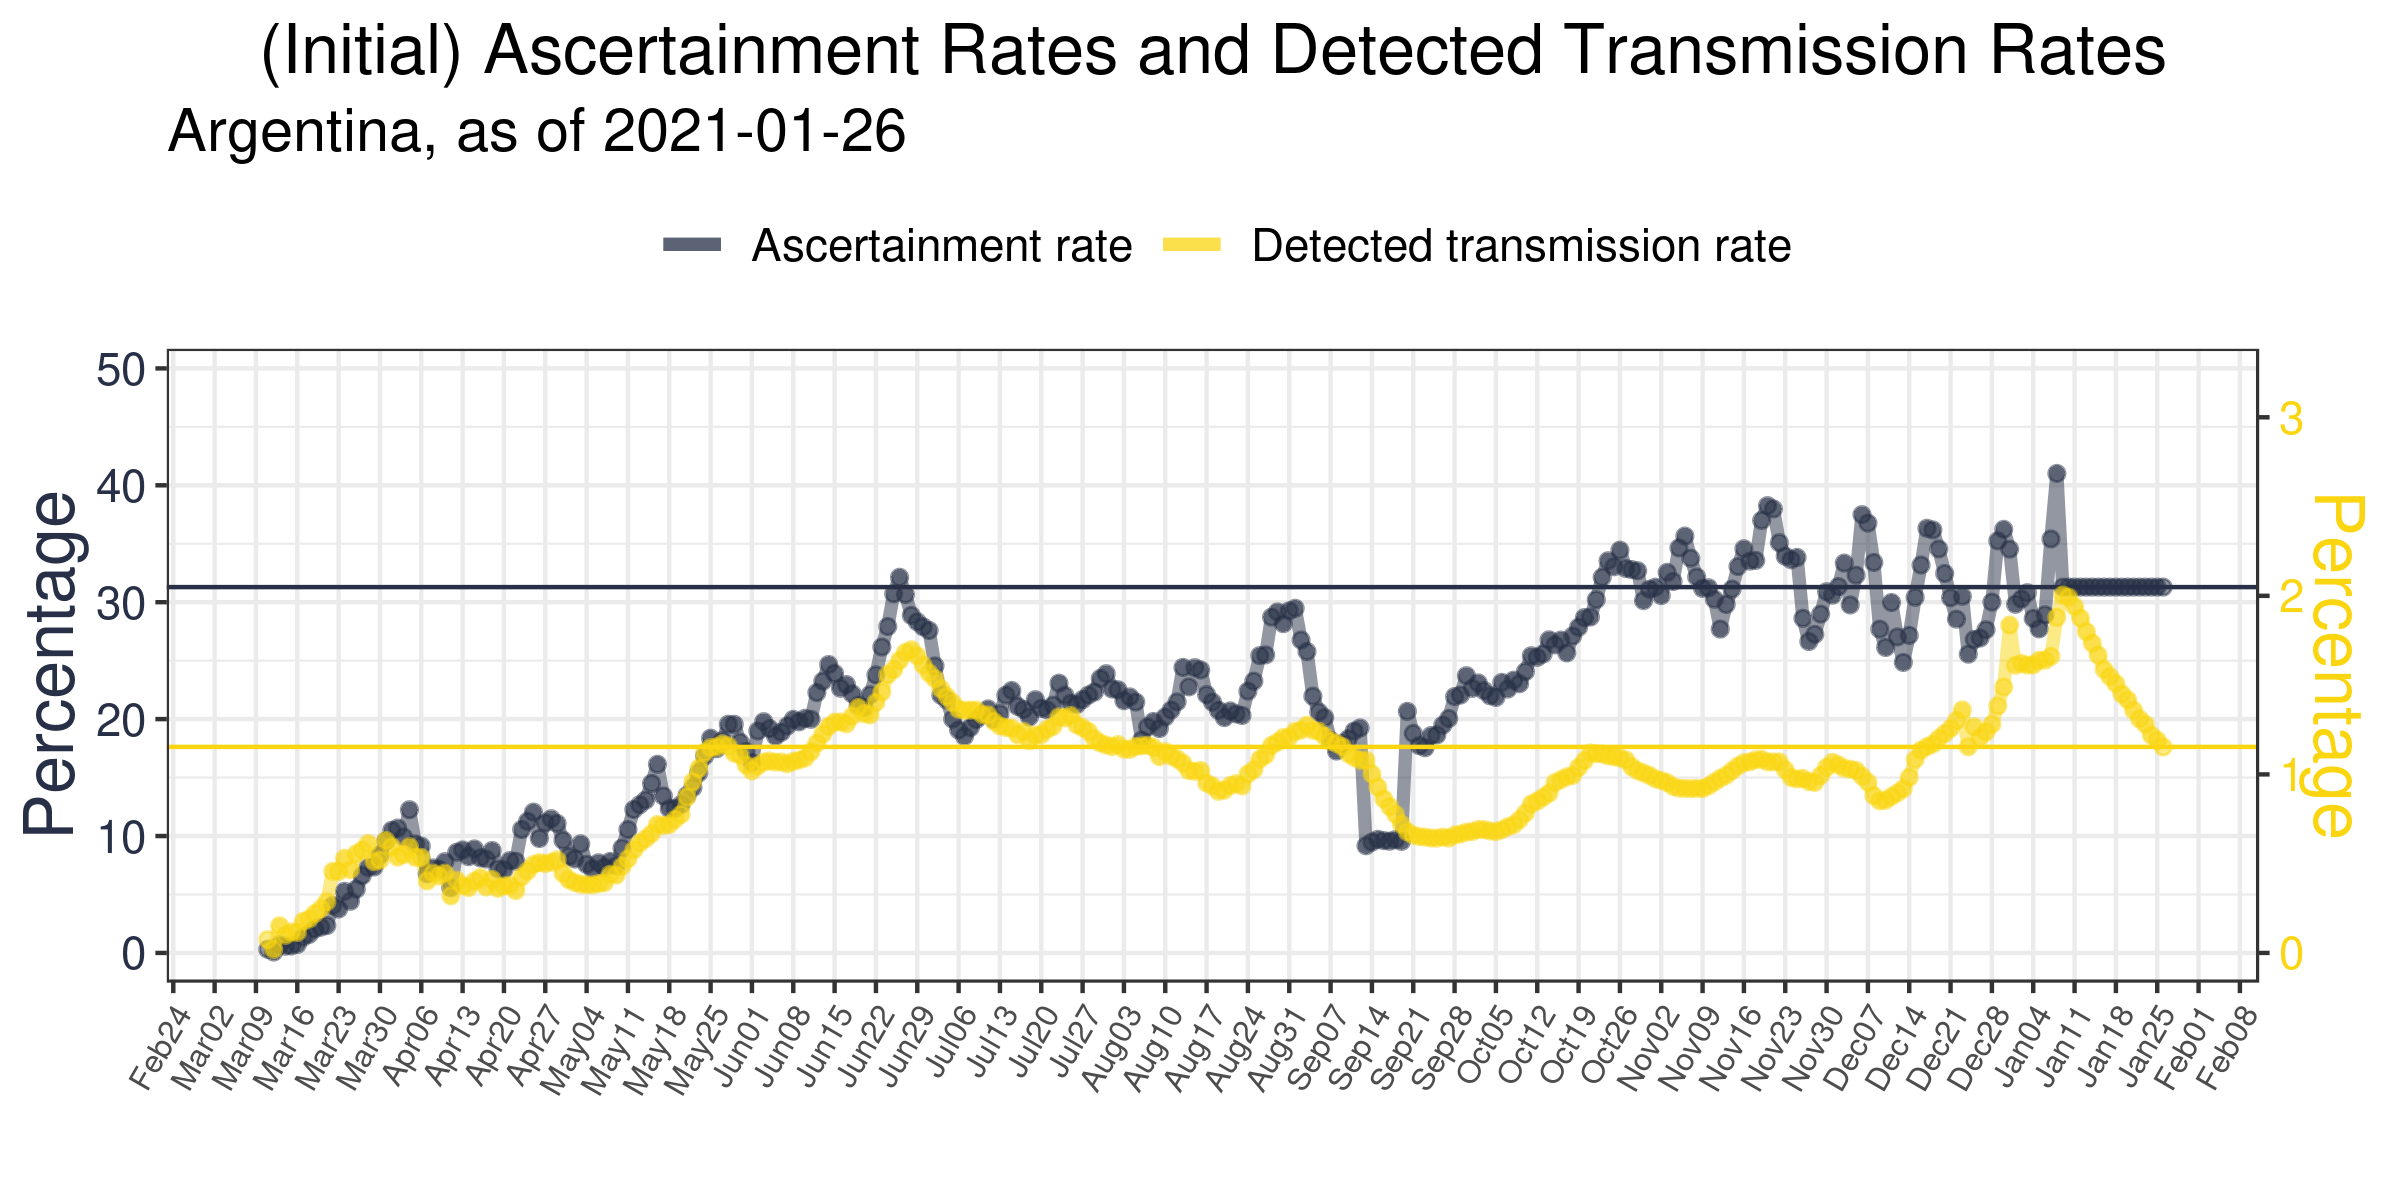 (Initial) Ascertainment Rates and Detected Transmission Rates
Argentina, as of 2021-01-26
Ascertainment rate Detected transmission rate
Percentage
50
40
30
20
10
0
3
2
1
0
Percentage
Feb24 Mar02 Mar09 Mar16 Mar23 Mar30 Apr06 Apr13 Apr20 Apr27 May04 May11 May18 May25 Jun01 Jun08 Jun15 Jun22 Jun29 Jul06 Jul13 Jul20 Jul27 Aug03 Aug10 Aug17 Aug24 Aug31 Sep07 Sep14 Sep21 Sep28 Oct05 Oct12 Oct19 Oct26 Nov02 Nov09 Nov16 Nov23 Nov30 Dec07 Dec14 Dec21 Dec28 Jan04 Jan11 Jan18 Jan25 Feb01 Feb08